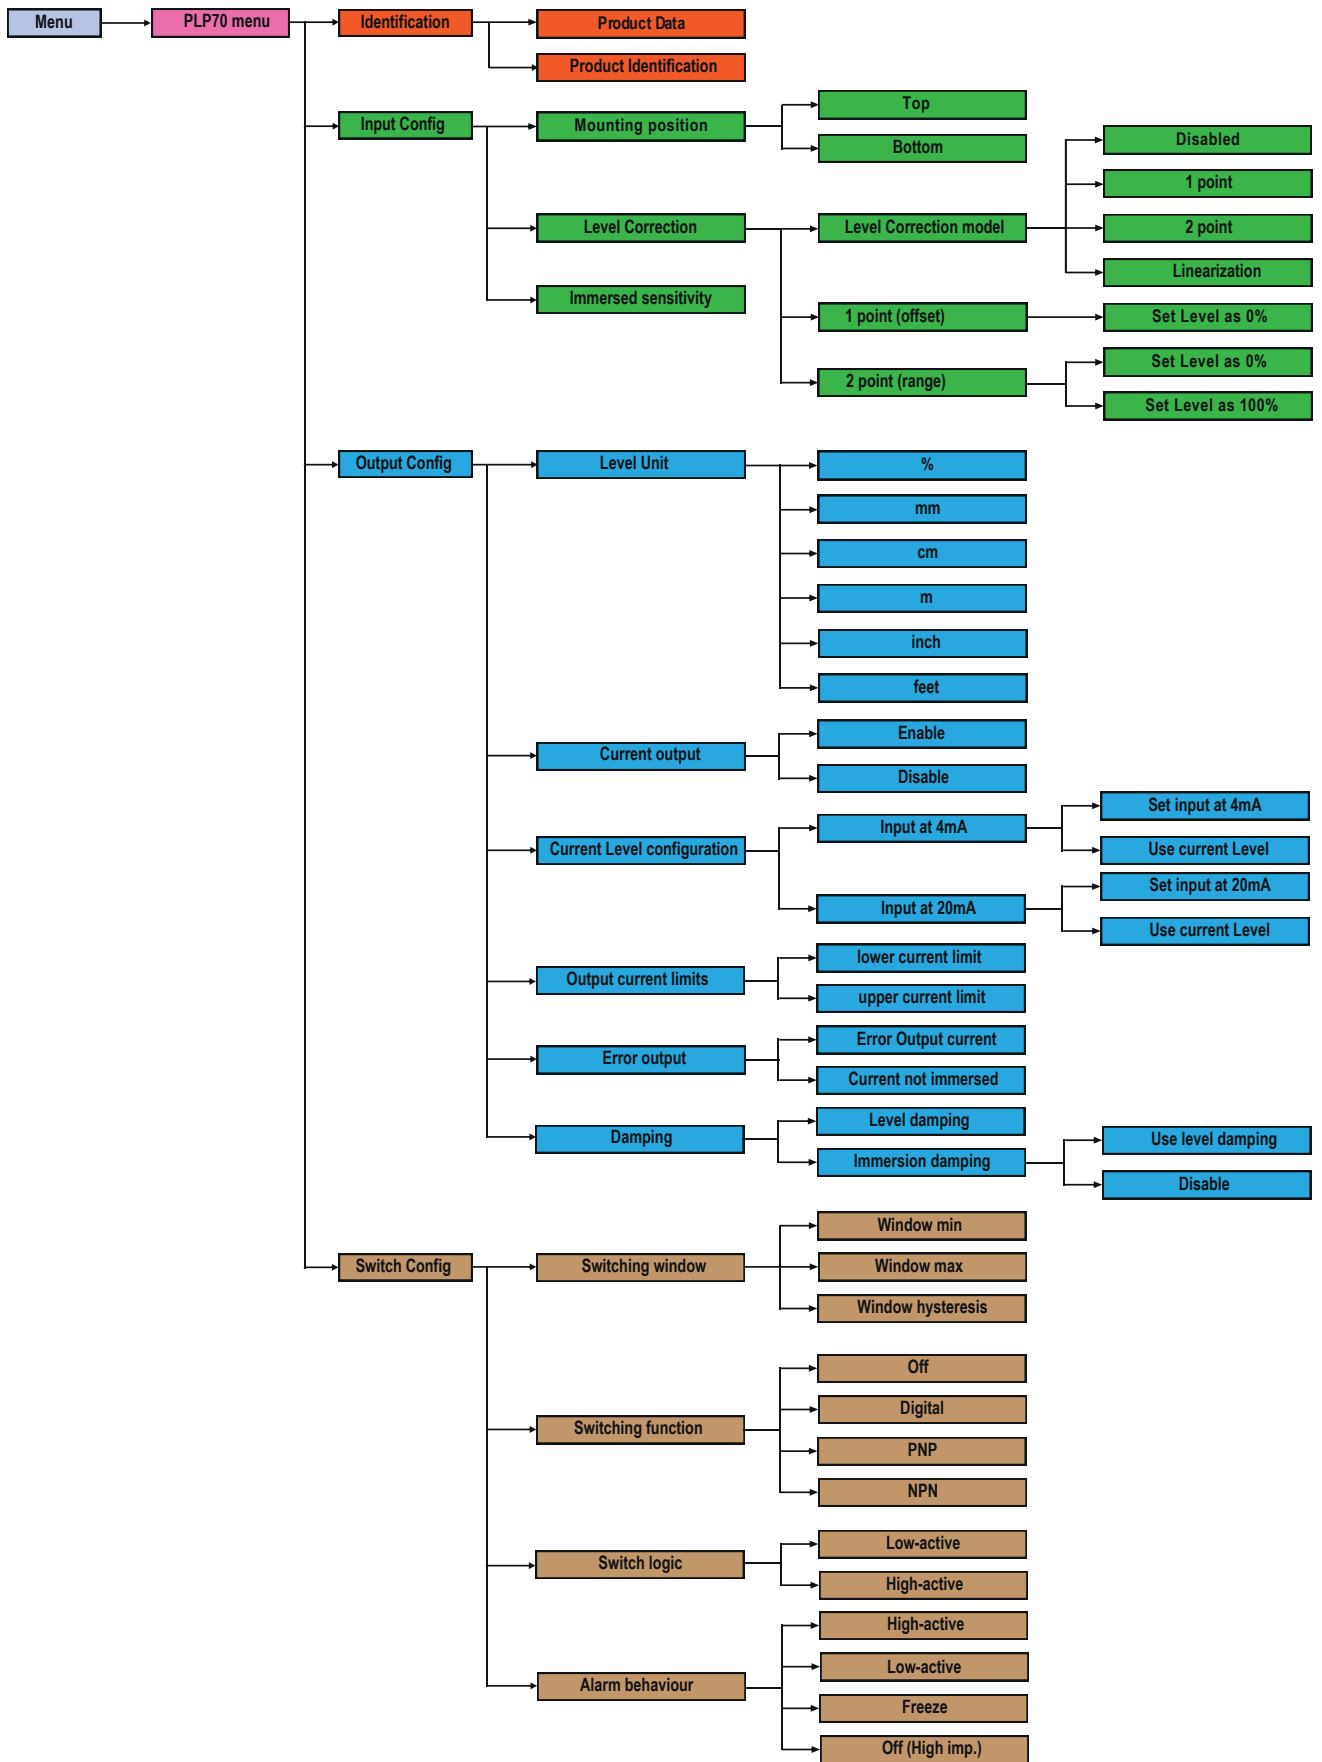 Menu
PLP70 menu
Identification
Product Data
Product Identification
Input Config
Mounting position
Top
Bottom
Level Correction
Level Correction model
Disabled
1 point
2 point
Linearization
1 point (offset)
Set Level as 0%
2 point (range)
Set Level as 0%
Set Level as 100%
Immersed sensitivity
Output Config
Level Unit
%
mm
cm
m
inch
feet
Current output
Enable
Disable
Current Level configuration
Input at 4mA
Set input at 4mA
Use current Level
Input at 20mA
Set input at 20mA
Use current Level
Output current limits
lower current limit
upper current limit
Error output
Error Output current
Current not immersed
Damping
Level damping
Immersion damping
Use level damping
Disable
Switch Config
Switching window
Window min
Window max
Window hysteresis
Switching function
Off
Digital
PNP
NPN
Switch logic
Low-active
High-active
Alarm behaviour
High-active
Low-active
Freeze
Off (High imp.)